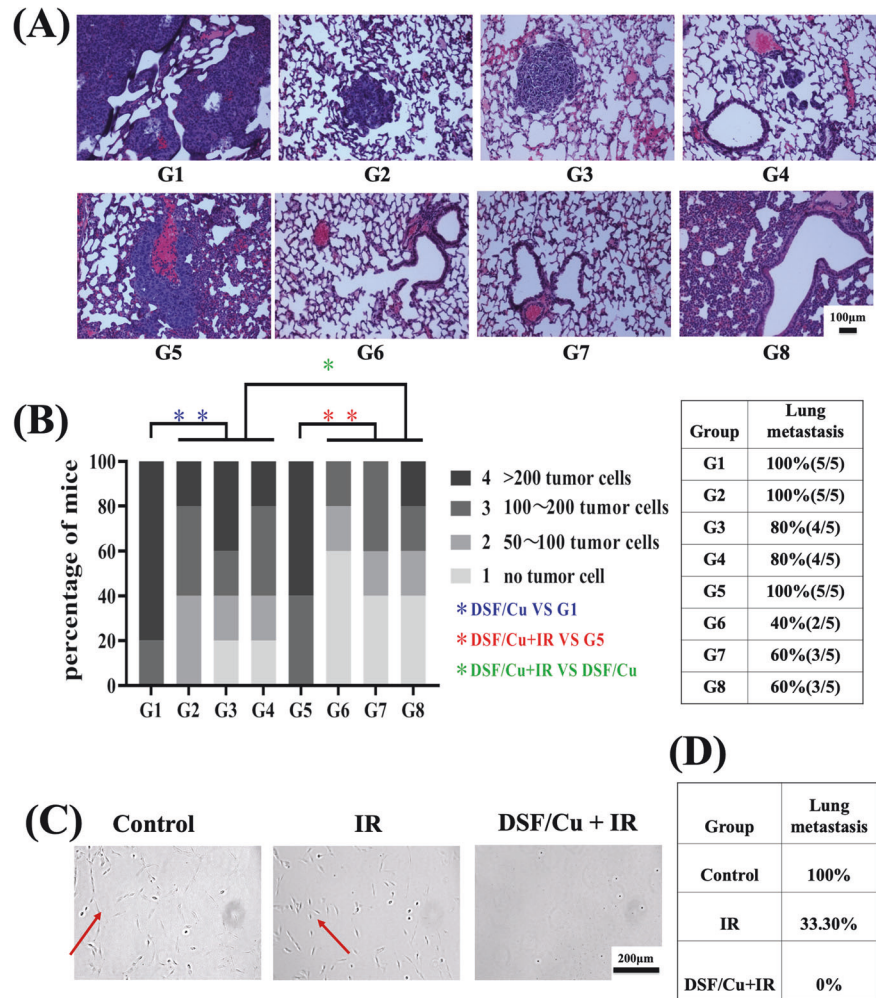 (A)
G1 G2 G3 G4
G5 G6 G7 G8
100μm
(B)
*
* * * *
percentage of mice
100
80
60
40
20
0
G1 G2 G3 G4 G5 G6 G7 G8
4 >200 tumor cells
3 100~200 tumor cells
2 50~100 tumor cells
1 no tumor cell
* DSF/Cu VS G1
* DSF/Cu+IR VS G5
* DSF/Cu+IR VS DSF/Cu
Group Lung metastasis
G1 100%(5/5)
G2 100%(5/5)
G3 80%(4/5)
G4 80%(4/5)
G5 100%(5/5)
G6 40%(2/5)
G7 60%(3/5)
G8 60%(3/5)
(C)
Control IR DSF/Cu + IR
200μm
(D)
Group Lung metastasis
Control 100%
IR 33.30%
DSF/Cu+IR 0%